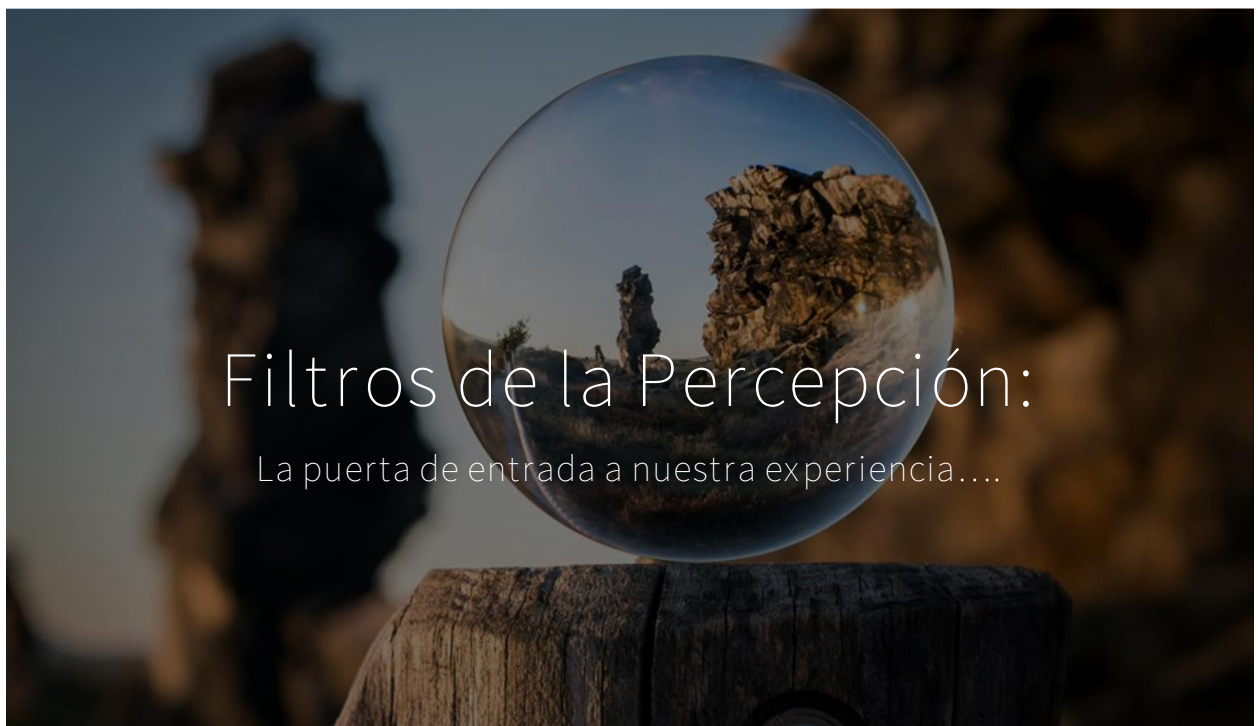 Filtros de la Percepción:
La puerta de entrada a nuestra experiencia….